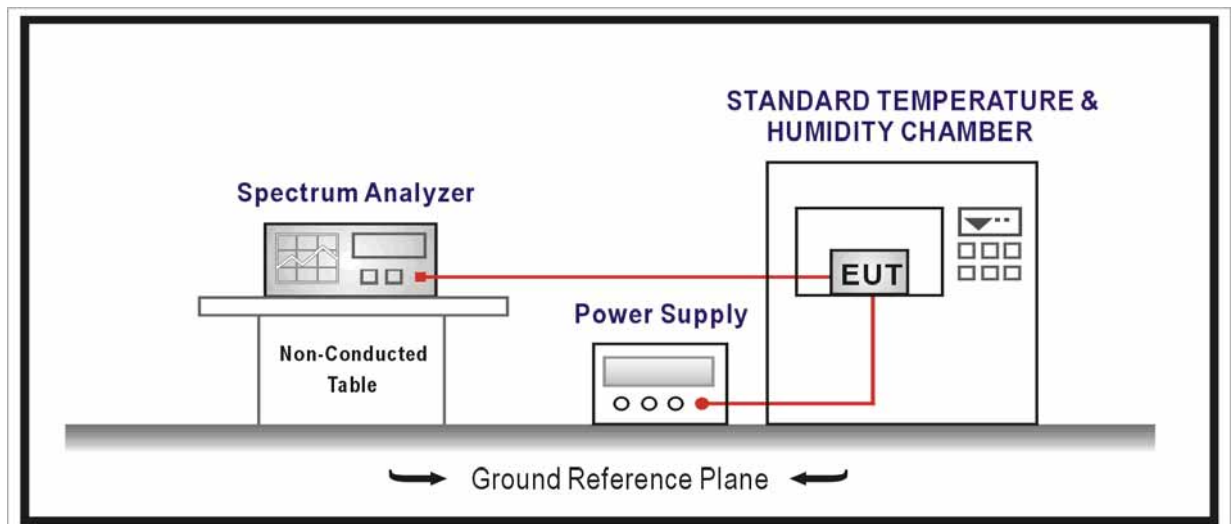 STANDARD TEMPERATURE &
HUMIDITY CHAMBER
Spectrum Analyzer
EUT
Power Supply
Non-Conducted
Table
Ground Reference Plane